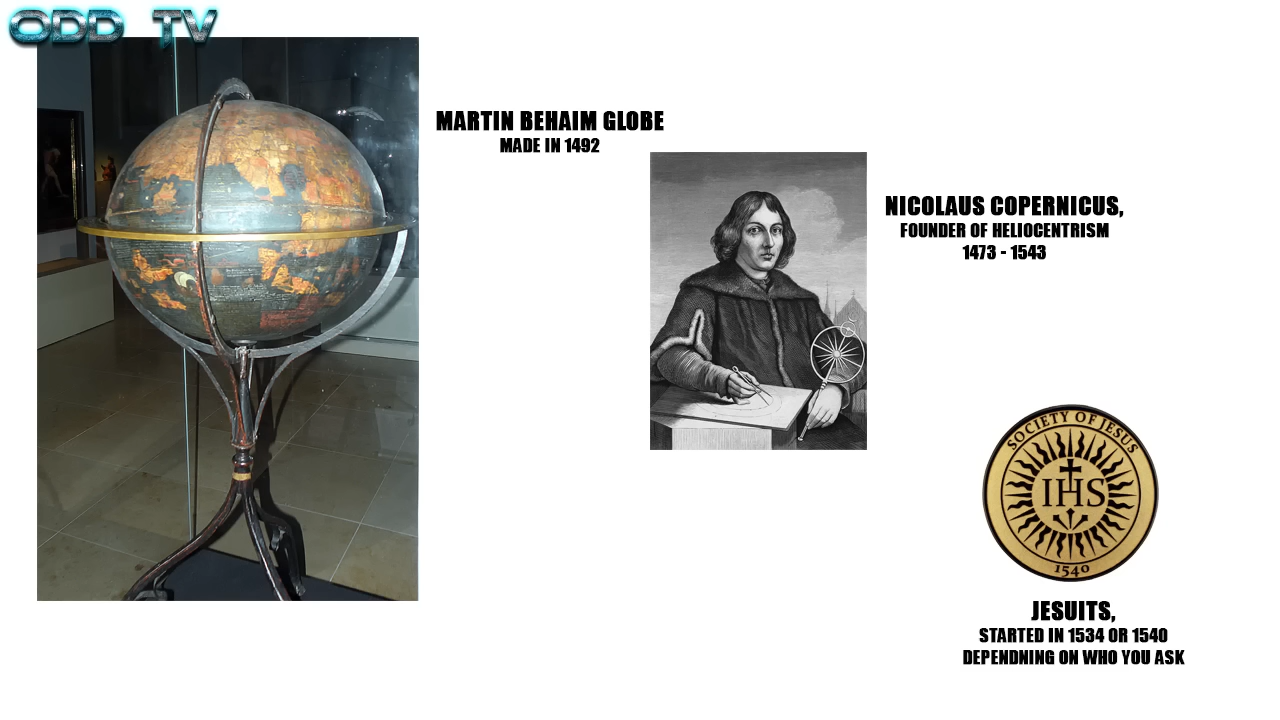 ODD TV
MARTIN BEHAIM GLOBE
MADE IN 1492
NICOLAUS COPERNICUS,
FOUNDER OF HELIOCENTRISM
1473 - 1543
SOCIETY OF JESUS
IHS
1540
JESUITS,
STARTED IN 1534 OR 1540
DEPENDNING ON WHO YOU ASK